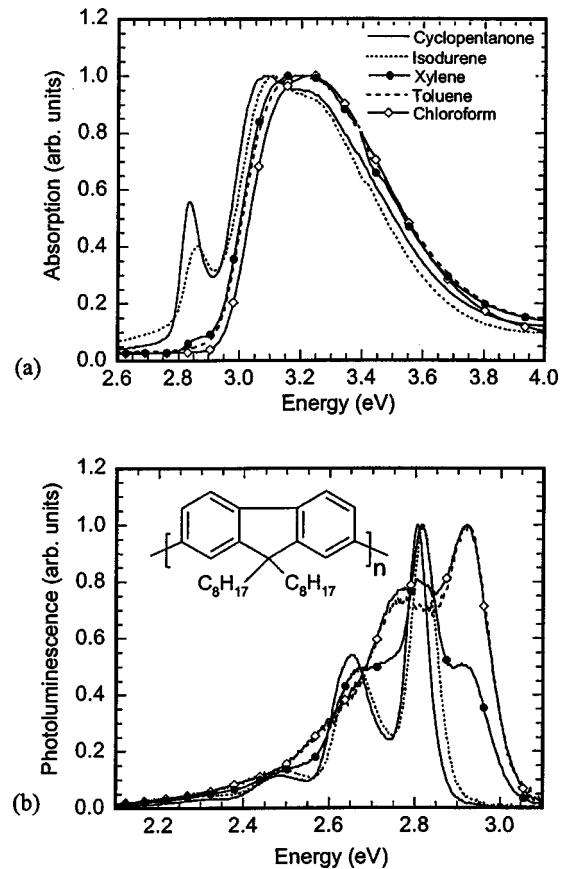 1.2
1.0
0.8
0.6
0.4
0.2
0.0
Absorption (arb. units)
Cyclopentanone
Isodurene
Xylene
Toluene
Chloroform
(a)
2.6 2.8 3.0 3.2 3.4 3.6 3.8 4.0
Energy (eV)
1.2
1.0
0.8
0.6
0.4
0.2
0.0
Photoluminescence (arb. units)
n
C8H17 C8H17
(b)
2.2 2.4 2.6 2.8 3.0
Energy (eV)